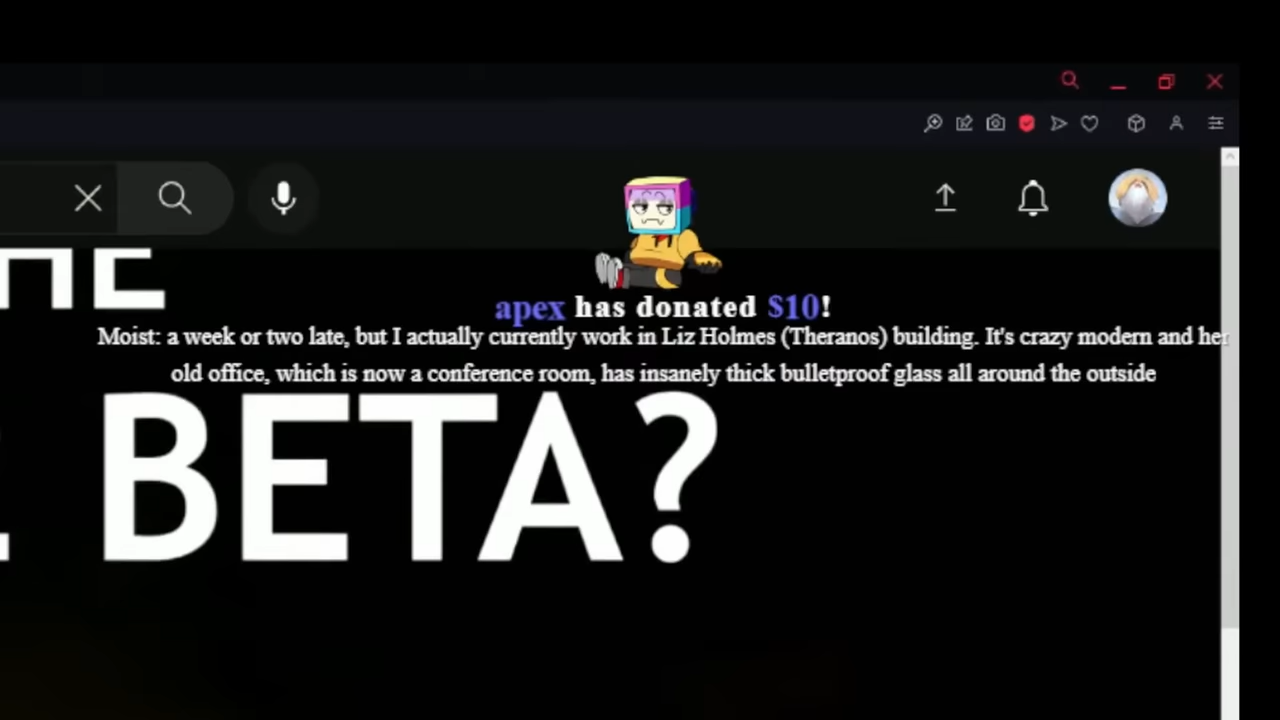 apex has donated $10!
Moist: a week or two late, but I actually currently work in Liz Holmes (Theranos) building. It's crazy modern and her
old office, which is now a conference room, has insanely thick bulletproof glass all around the outside
BETA?